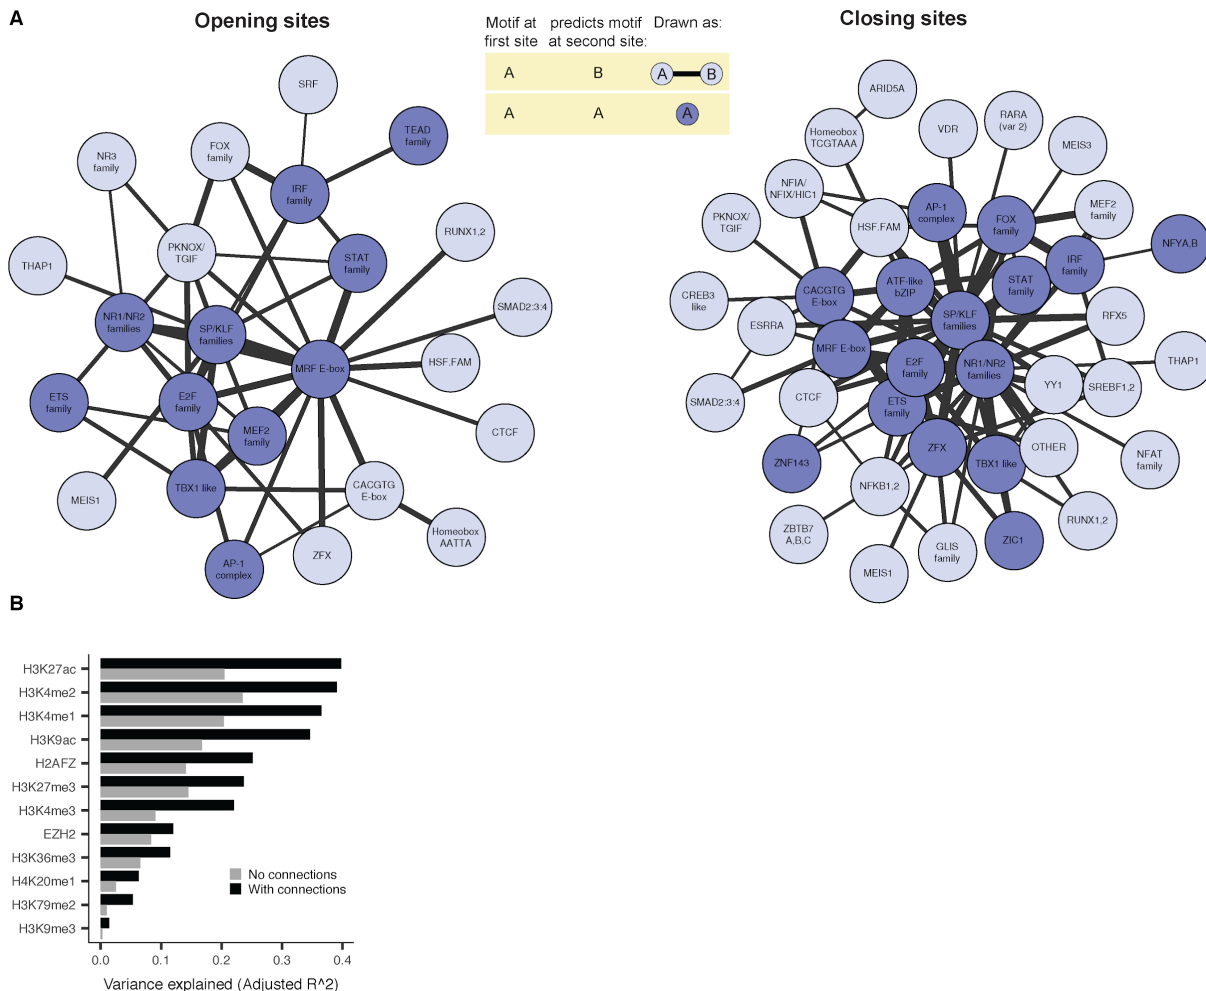 A
Opening sites
Motif at
first site
predicts motif
at second site:
Drawn as:
A
B
A
B
A
A
A
Closing sites
SRF
TEAD
family
FOX
family
NR3
family
IRF
family
RUNX1,2
PKNOX/
TGIF
STAT
family
THAP1
SMAD2:3:4
NR1/NR2
families
SP/KLF
families
HSF.FAM
MRF E-box
ETS
family
E2F
family
CTCF
MEF2
family
TBX1 like
CACGTG
E-box
MEIS1
Homeobox
AATTA
ZFX
AP-1
complex
ARID5A
Homeobox
TCGTAAA
VDR
RARA
(var 2)
MEIS3
NFIA/
NFIX/HIC1
AP-1
complex
FOX
family
MEF2
family
PKNOX/
TGIF
HSF.FAM
NFYA,B
IRF
family
CACGTG
E-box
ATF-like
bZIP
STAT
family
CREB3
like
SP/KLF
families
RFX5
ESRRA
MRF E-box
THAP1
E2F
family
NR1/NR2
families
YY1
SREBF1,2
SMAD2:3:4
CTCF
ETS
family
ZFX
OTHER
NFAT
family
ZNF143
TBX1 like
NFKB1,2
RUNX1,2
ZBTB7
A,B,C
ZIC1
GLIS
family
MEIS1
B
H3K27ac
H3K4me2
H3K4me1
H3K9ac
H2AFZ
H3K27me3
H3K4me3
EZH2
H3K36me3
H4K20me1
H3K79me2
H3K9me3
No connections
With connections
0.0
0.1
0.2
0.3
0.4
Variance explained (Adjusted R^2)